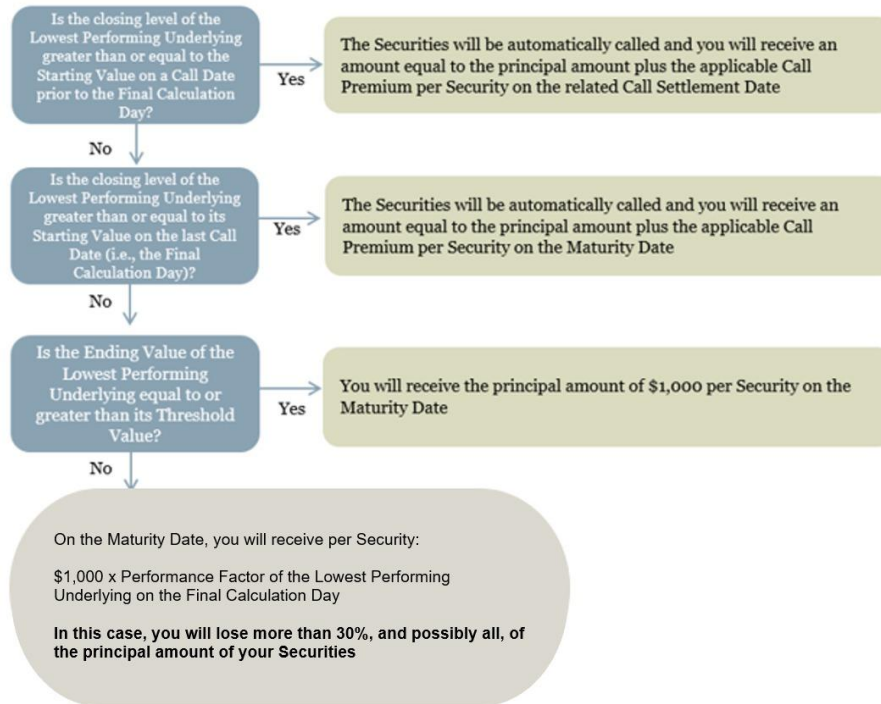 Is the closing level of the
Lowest Performing Underlying
greater than or equal to the
Starting Value on a Call Date
prior to the Final Calculation
Day?
Yes
The Securities will be automatically called and you will receive an
amount equal to the principal amount plus the applicable Call
Premium per Security on the related Call Settlement Date
No
Is the closing level of the
Lowest Performing Underlying
greater than or equal to its
Starting Value on the last Call
Date (i.e., the Final
Calculation Day)?
Yes
The Securities will be automatically called and you will receive an
amount equal to the principal amount plus the applicable Call
Premium per Security on the Maturity Date
No
Is the Ending Value of the
Lowest Performing
Underlying equal to or
greater than its Threshold
Value?
Yes
You will receive the principal amount of $1,000 per Security on the
Maturity Date
No
On the Maturity Date, you will receive per Security:
$1,000 x Performance Factor of the Lowest Performing
Underlying on the Final Calculation Day
In this case, you will lose more than 30%, and possibly all, of
the principal amount of your Securities